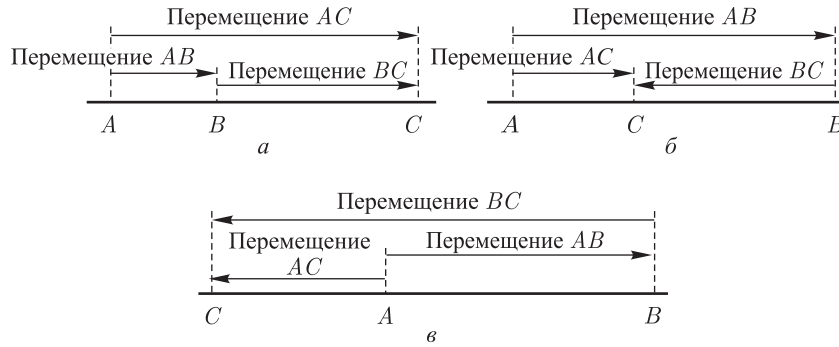 Перемещение AC
Перемещение AB
Перемещение BC
A B C
а
Перемещение AB
Перемещение AC
Перемещение BC
A C B
б
Перемещение BC
Перемещение
AC
Перемещение AB
C A B
в